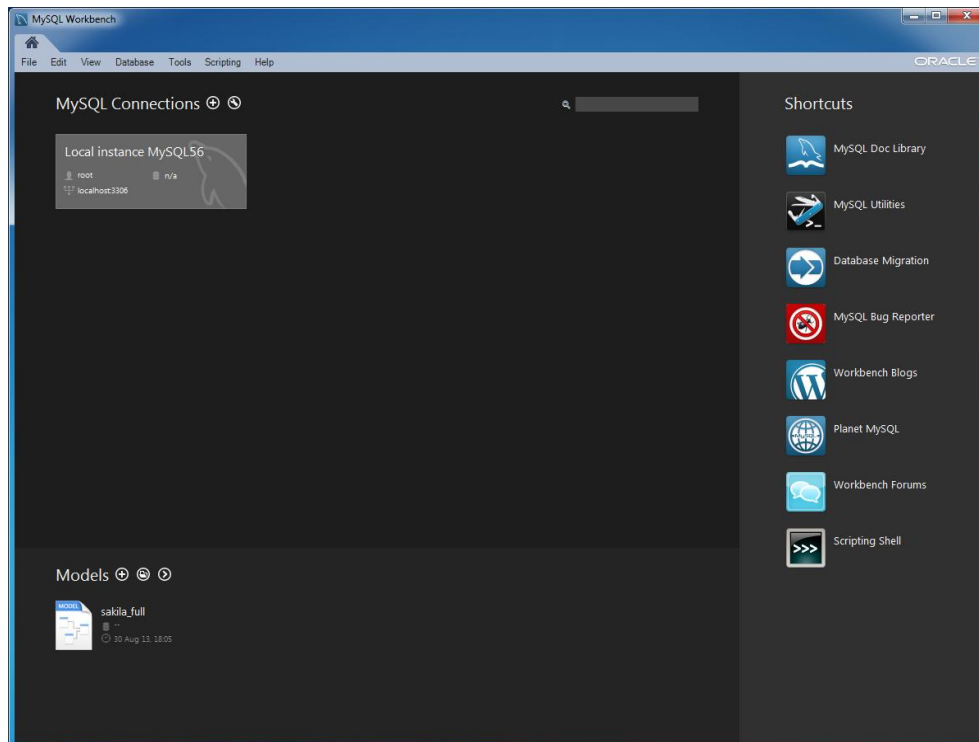 MySQL Workbench
File Edit View Database Tools Scripting Help
ORACLE
MySQL Connections
Local instance MySQL56
root n/a
localhost:3306
Shortcuts
MySQL Doc Library
MySQL Utilities
Database Migration
MySQL Bug Reporter
Workbench Blogs
Planet MySQL
Workbench Forums
Scripting Shell
Models
MODEL
sakila_full
--
30 Aug 13, 18:05